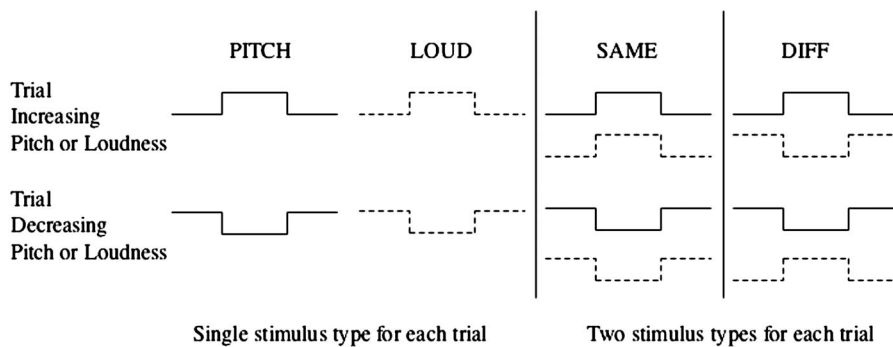 PITCH LOUD SAME DIFF
Trial
Increasing
Pitch or Loudness
Trial
Decreasing
Pitch or Loudness
Single stimulus type for each trial
Two stimulus types for each trial